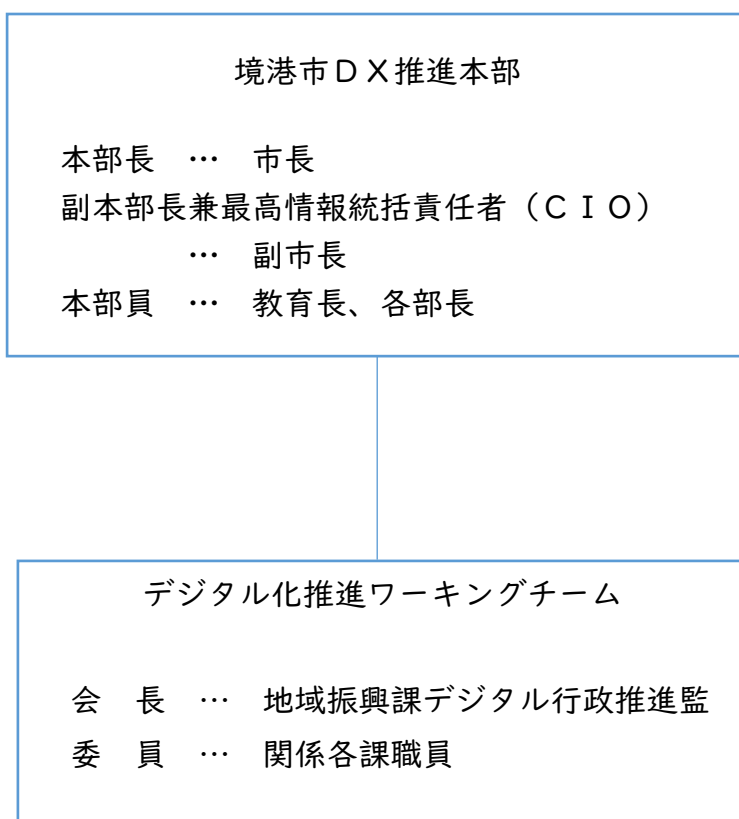 境港市ＤＸ推進本部
本部長　…　市長
副本部長兼最高情報統括責任者（ＣＩＯ）
…　副市長
本部員　…　教育長、各部長
デジタル化推進ワーキングチーム
会　長　…　地域振興課デジタル行政推進監
委　員　…　関係各課職員